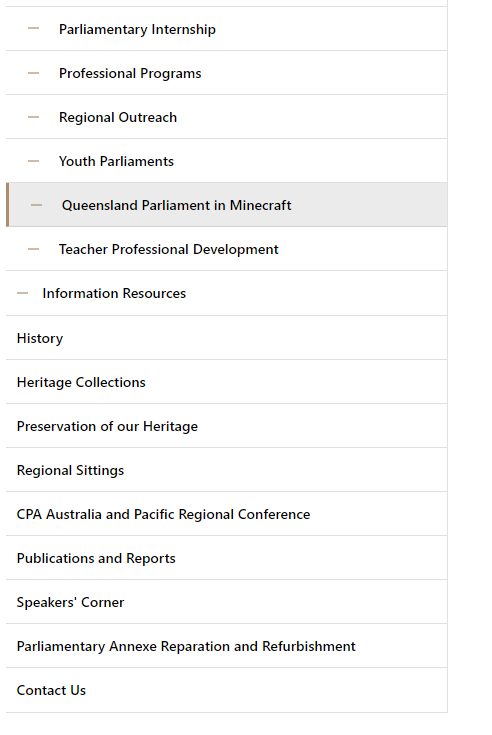 Parliamentary Internship
Professional Programs
Regional Outreach
Youth Parliaments
Queensland Parliament in Minecraft
Teacher Professional Development
Information Resources
History
Heritage Collections
Preservation of our Heritage
Regional Sittings
CPA Australia and Pacific Regional Conference
Publications and Reports
Speakers' Corner
Parliamentary Annexe Reparation and Refurbishment
Contact Us